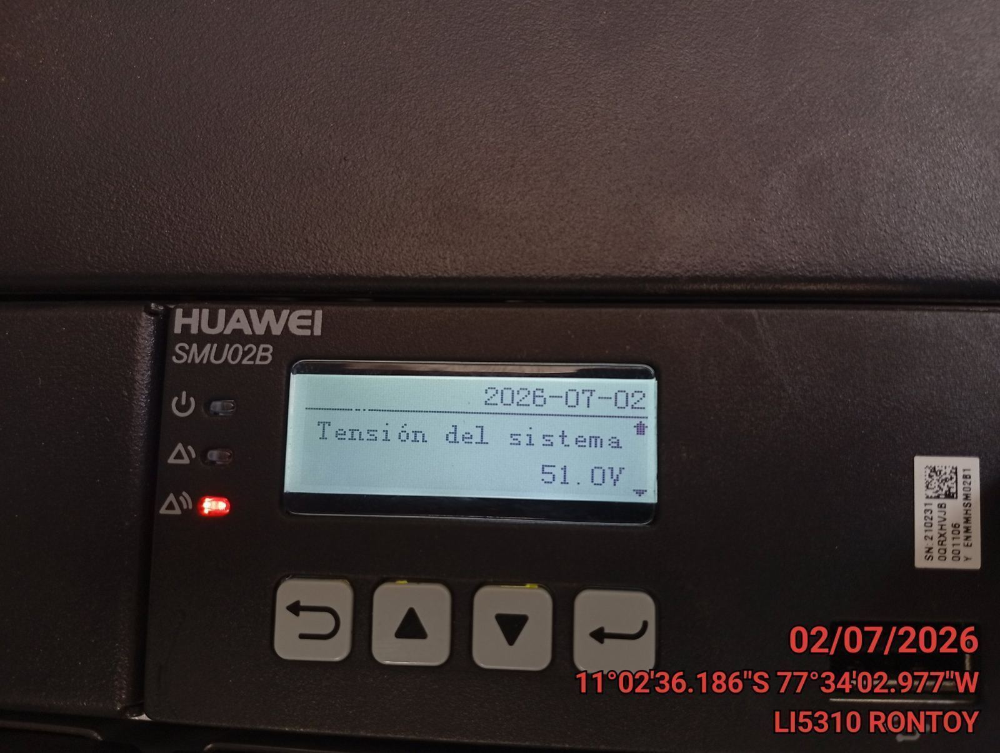 HUAWEI
SMU02B
2026-07-02
Tensión del sistema
51.0V
SN:2102311
0QRXHVJB
001106
Y ENMMHSM02B1
02/07/2026
11°02'36.186"S 77°34'02.977"W
LI5310 RONTOY